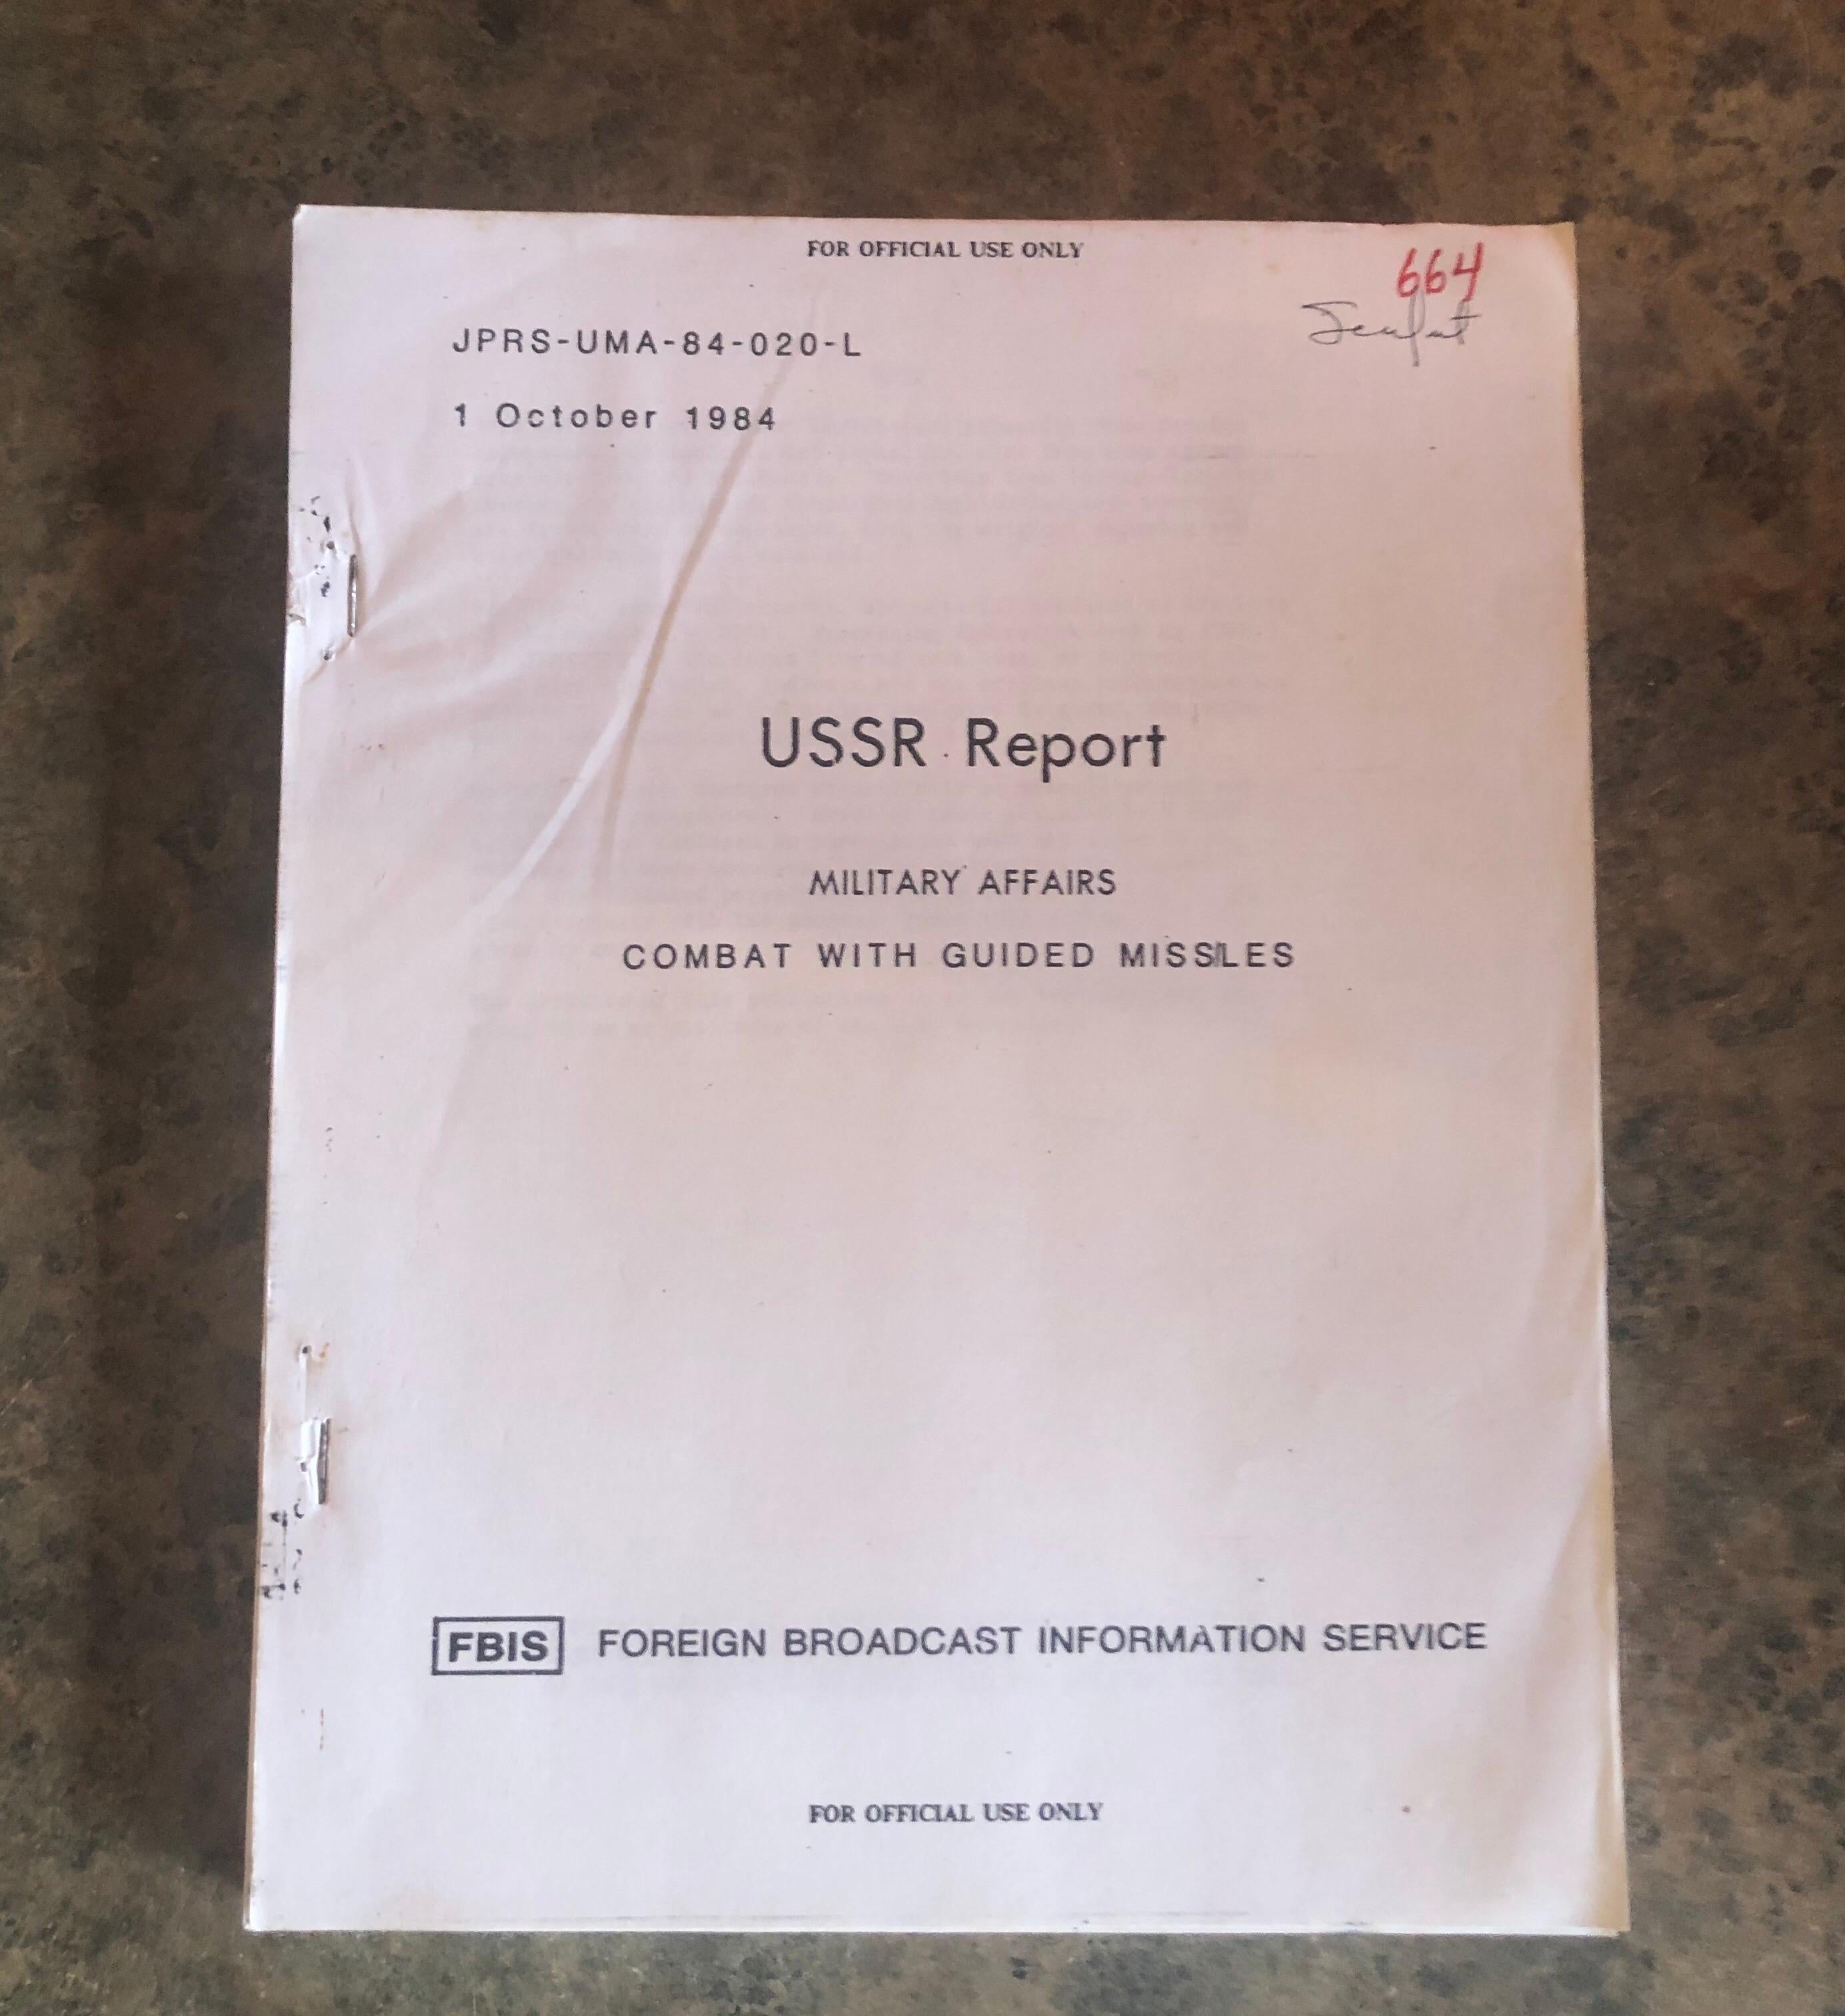 FOR OFFICIAL USE ONLY
664
JPRS-UMA-84-020-L
1 October 1984
USSR Report
MILITARY AFFAIRS
COMBAT WITH GUIDED MISSILES
FBIS FOREIGN BROADCAST INFORMATION SERVICE
FOR OFFICIAL USE ONLY